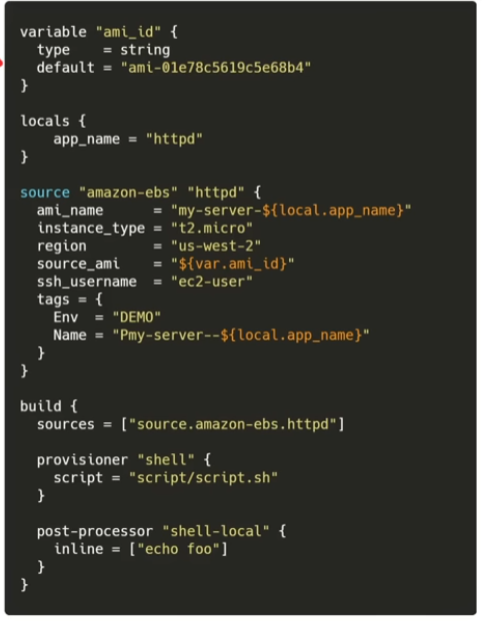 variable "ami_id" {
  type    = string
  default = "ami-01e78c5619c5e68b4"
}

locals {
    app_name = "httpd"
}

source "amazon-ebs" "httpd" {
  ami_name      = "my-server-${local.app_name}"
  instance_type = "t2.micro"
  region        = "us-west-2"
  source_ami    = "${var.ami_id}"
  ssh_username  = "ec2-user"
  tags = {
    Env  = "DEMO"
    Name = "Pmy-server--${local.app_name}"
  }
}

build {
  sources = ["source.amazon-ebs.httpd"]

  provisioner "shell" {
    script = "script/script.sh"
  }

  post-processor "shell-local" {
    inline = ["echo foo"]
  }
}